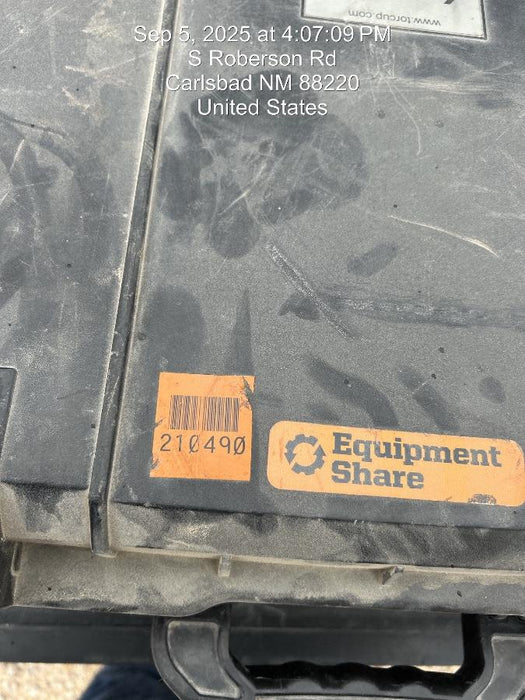 Sep 5, 2025 at 4:07:09 PM
S Roberson Rd
Carlsbad NM 88220
United States
www.torcup.com
210490
Equipment
Share